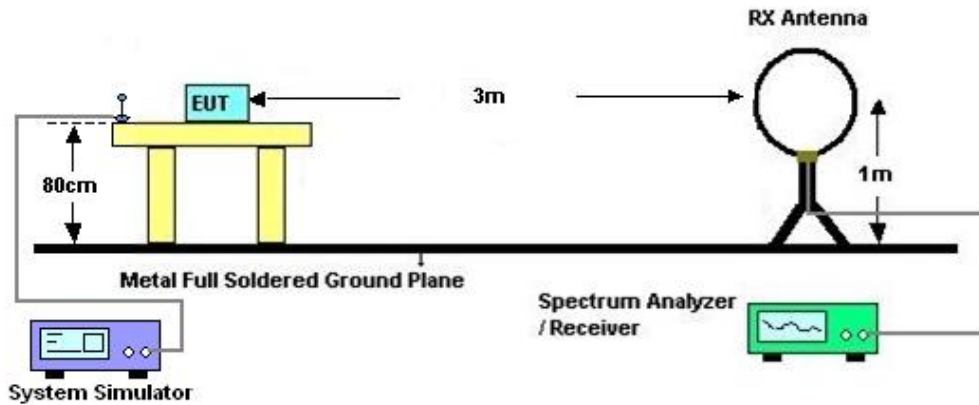 RX Antenna
EUT
3m
80cm
1m
Metal Full Soldered Ground Plane
Spectrum Analyzer
/ Receiver
System Simulator